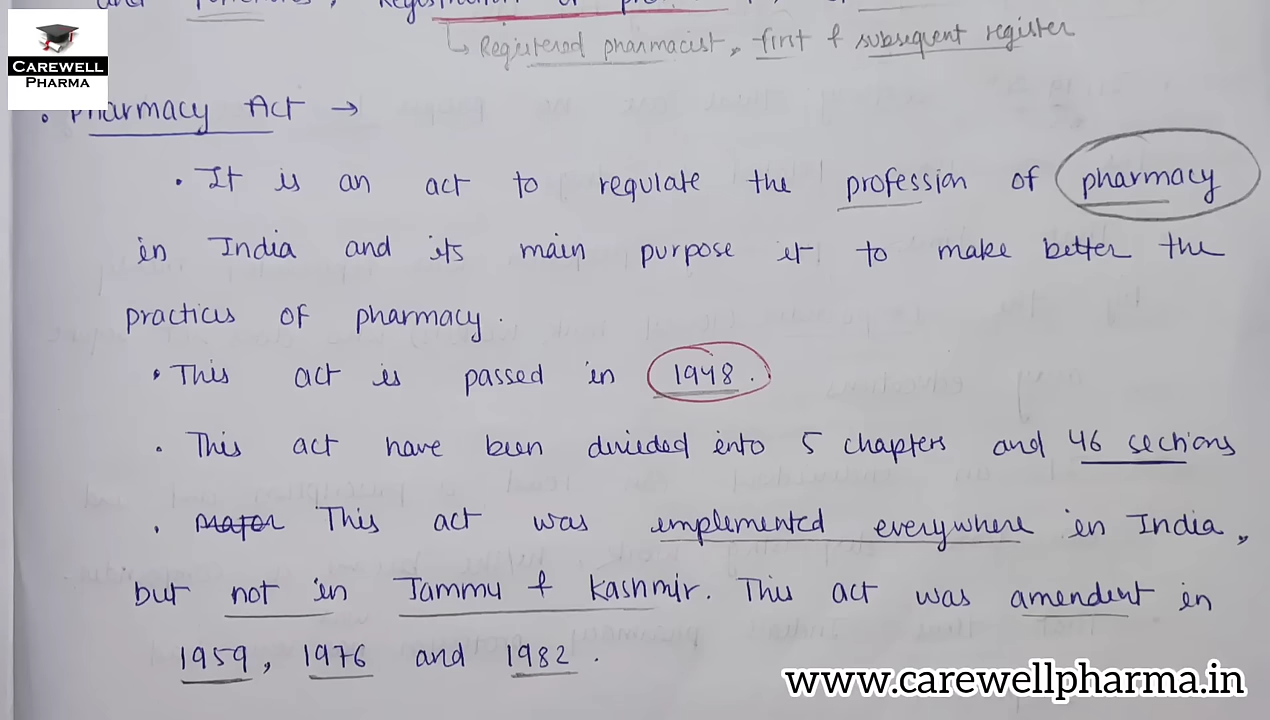 Registered pharmacist, first & subsequent register
CAREWELL
PHARMA
Pharmacy Act →
• It is an act to regulate the profession of pharmacy
in India and its main purpose it to make better the
practices of pharmacy.
• This act is passed in 1948.
• This act have been divided into 5 chapters and 46 sections
• Major This act was implemented everywhere in India,
but not in Jammu & Kashmir. This act was amendent in
1959, 1976 and 1982.
www.carewellpharma.in